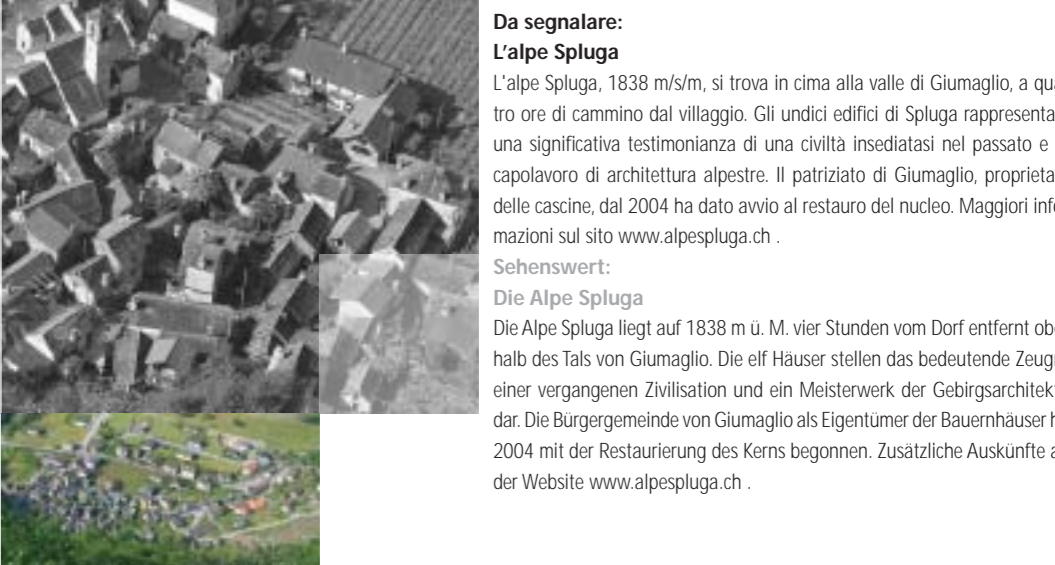 Da segnalare:
L'alpe Spluga
L'alpe Spluga, 1838 m/s/m, si trova in cima alla valle di Giumaglio, a qua
tro ore di cammino dal villaggio. Gli undici edifici di Spluga rappresenta
una significativa testimonianza di una civiltà insediatasi nel passato e
capolavoro di architettura alpestre. Il patriziato di Giumaglio, proprieta
delle cascine, dal 2004 ha dato avvio al restauro del nucleo. Maggiori info
mazioni sul sito www.alpespluga.ch .
Sehenswert:
Die Alpe Spluga
Die Alpe Spluga liegt auf 1838 m ü. M. vier Stunden vom Dorf entfernt obe
halb des Tals von Giumaglio. Die elf Häuser stellen das bedeutende Zeug
einer vergangenen Zivilisation und ein Meisterwerk der Gebirgsarchitek
dar. Die Bürgergemeinde von Giumaglio als Eigentümer der Bauernhäuser h
2004 mit der Restaurierung des Kerns begonnen. Zusätzliche Auskünfte a
der Website www.alpespluga.ch .